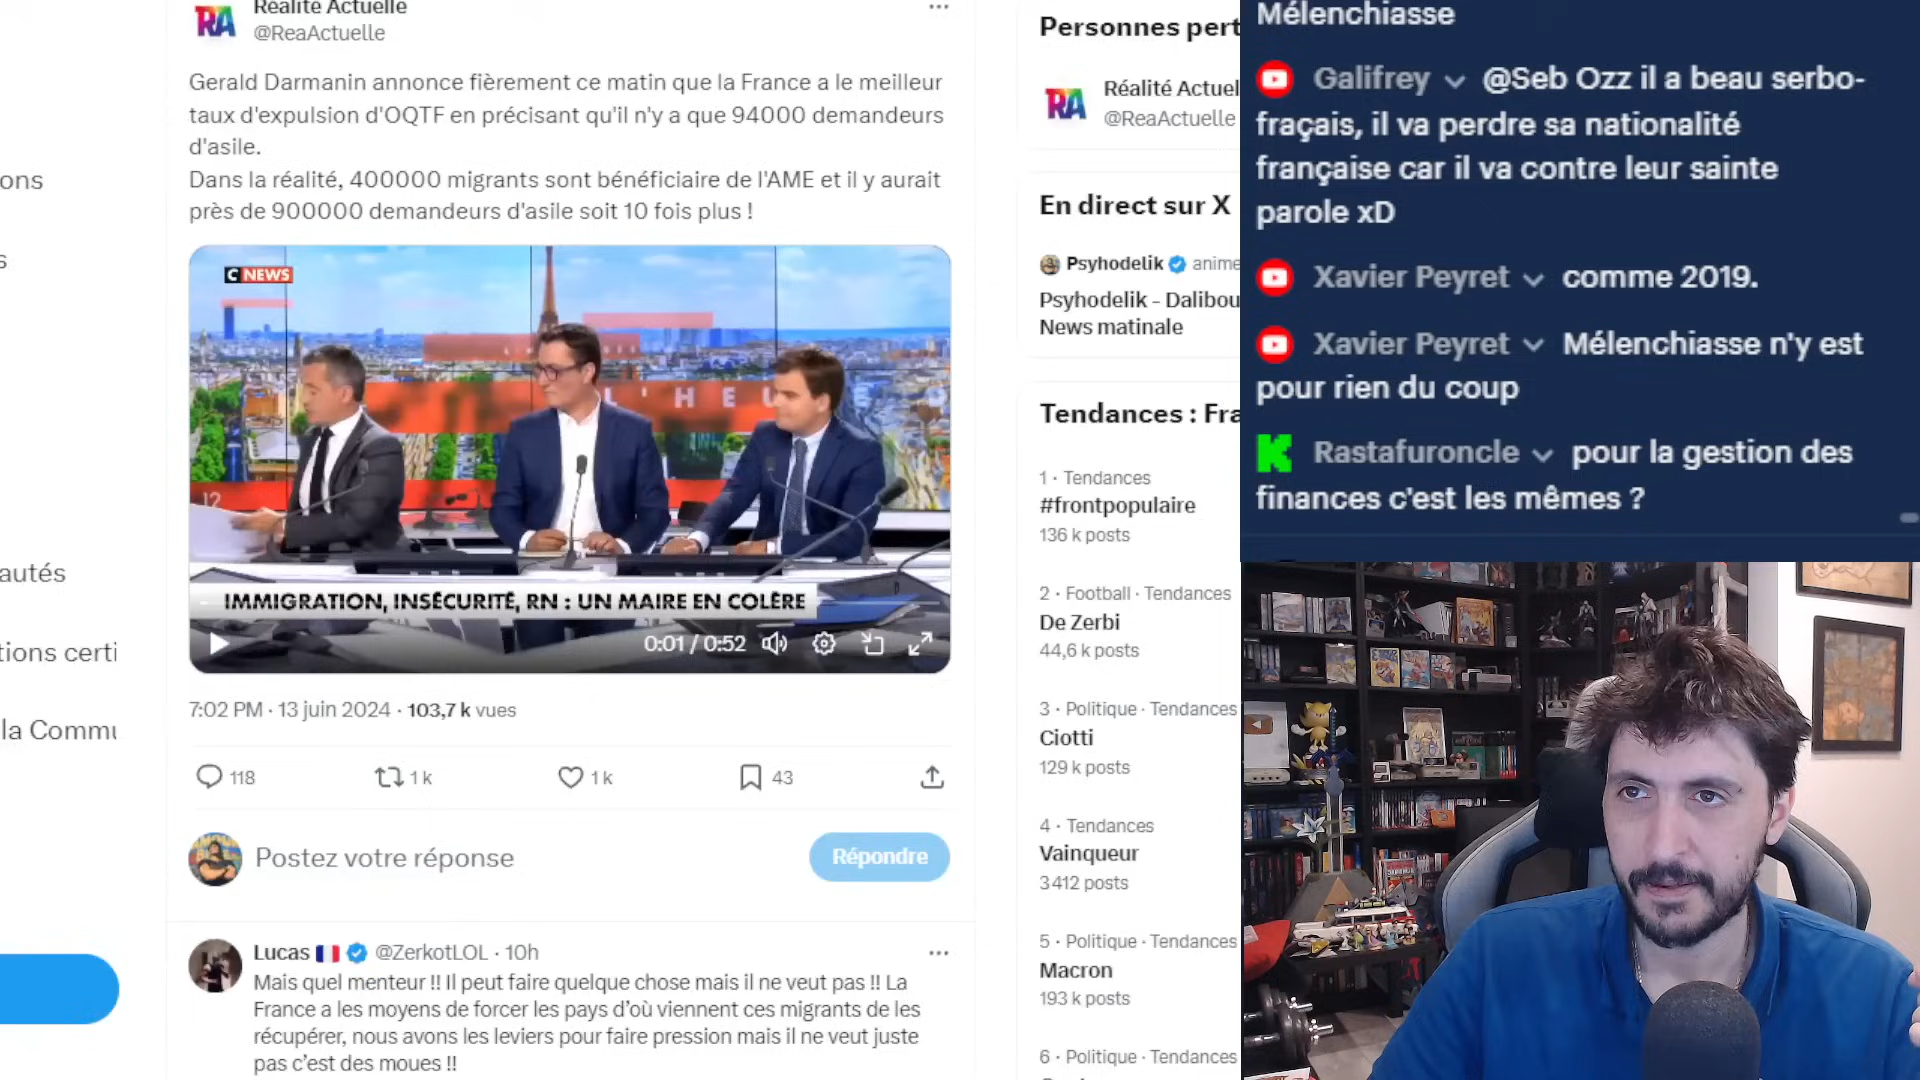 Réalité Actuelle
@ReaActuelle
Gerald Darmanin annonce fièrement ce matin que la France a le meilleur
taux d'expulsion d'OQTF en précisant qu'il n'y a que 94000 demandeurs
d'asile.
Dans la réalité, 400000 migrants sont bénéficiaire de l'AME et il y aurait
près de 900000 demandeurs d'asile soit 10 fois plus !
C NEWS
L'HEU
IMMIGRATION, INSÉCURITÉ, RN : UN MAIRE EN COLÈRE
0:01 / 0:52
7:02 PM · 13 juin 2024 · 103,7 k vues
118
1 k
1 k
43
Postez votre réponse
Répondre
Lucas @ZerkotLOL · 10h
Mais quel menteur !! Il peut faire quelque chose mais il ne veut pas !! La
France a les moyens de forcer les pays d'où viennent ces migrants de les
récupérer, nous avons les leviers pour faire pression mais il ne veut juste
pas c'est des moues !!
ons
s
autés
tions certi
la Commu
Personnes pert
RA
Réalité Actuel
@ReaActuelle
En direct sur X
Psyhodelik anime
Psyhodelik - Dalibou
News matinale
Tendances : Fra
1 · Tendances
#frontpopulaire
136 k posts
2 · Football · Tendances
De Zerbi
44,6 k posts
3 · Politique · Tendances
Ciotti
129 k posts
4 · Tendances
Vainqueur
3 412 posts
5 · Politique · Tendances
Macron
193 k posts
6 · Politique · Tendances
Mélenchiasse
Galifrey @Seb Ozz il a beau serbo-
fraçais, il va perdre sa nationalité
française car il va contre leur sainte
parole xD
Xavier Peyret comme 2019.
Xavier Peyret Mélenchiasse n'y est
pour rien du coup
Rastafuroncle pour la gestion des
finances c'est les mêmes ?